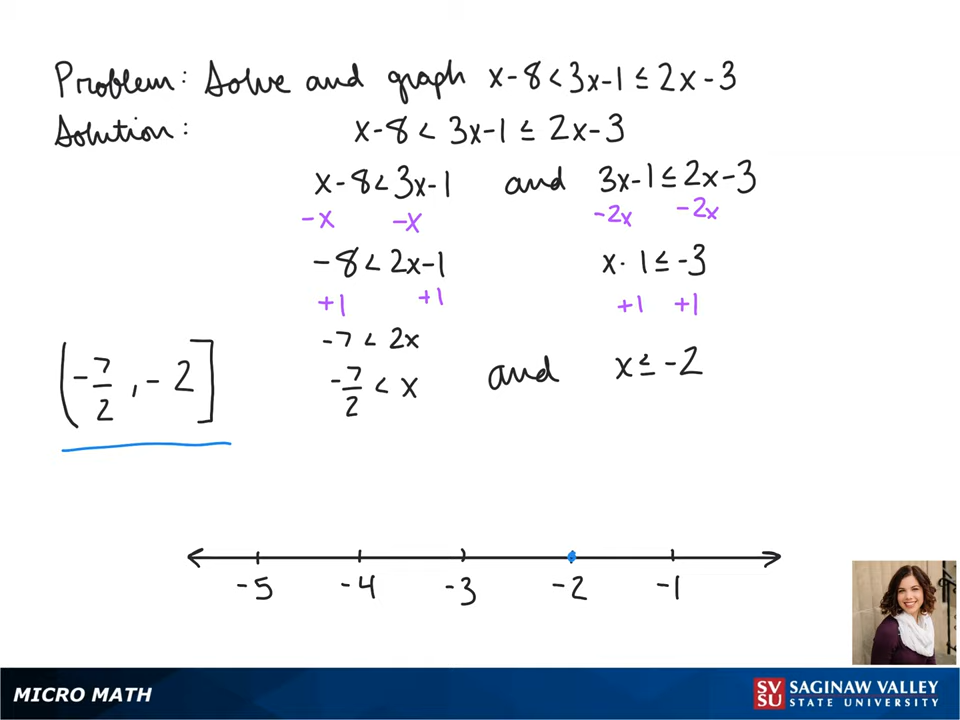 Problem: Solve and graph x-8<3x-1≤2x-3
Solution: x-8<3x-1≤2x-3
x-8<3x-1 and 3x-1≤2x-3
-x -x -2x -2x
-8<2x-1 x-1≤-3
+1 +1 +1 +1
-7<2x
(-7/2, -2] -7/2<x and x≤-2
-5 -4 -3 -2 -1
MICRO MATH SVSU SAGINAW VALLEY
STATE UNIVERSITY